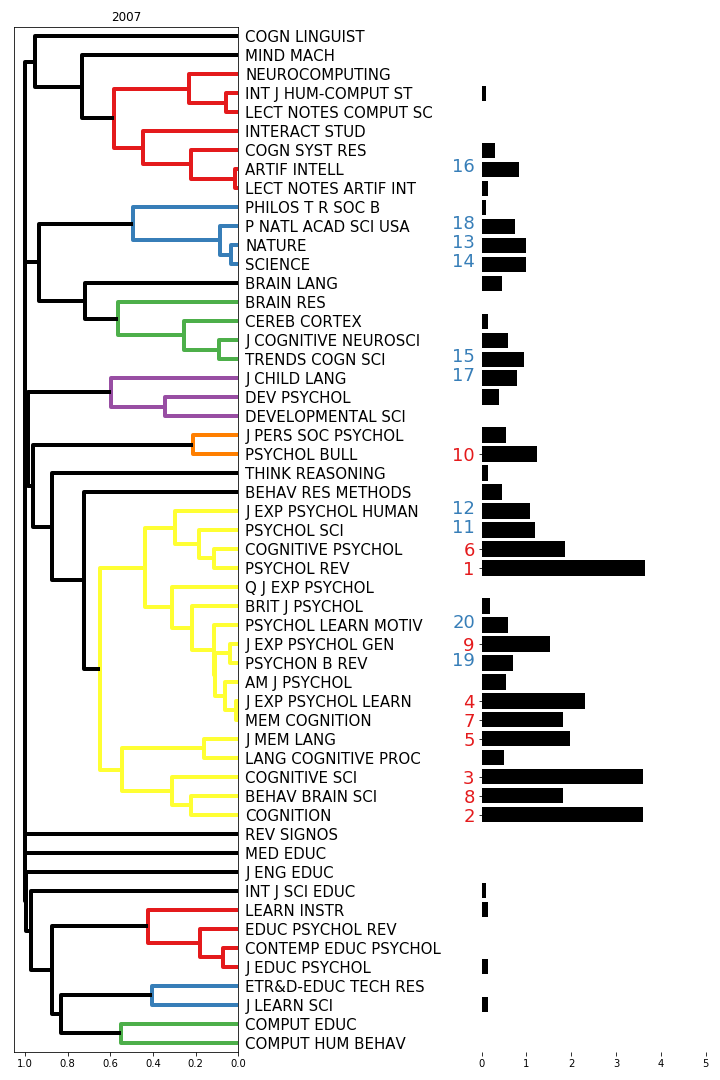 2007
COGN LINGUIST
MIND MACH
NEUROCOMPUTING
INT J HUM-COMPUT ST
LECT NOTES COMPUT SC
INTERACT STUD
COGN SYST RES
ARTIF INTELL 16
LECT NOTES ARTIF INT
PHILOS T R SOC B
P NATL ACAD SCI USA 18
NATURE 13
SCIENCE 14
BRAIN LANG
BRAIN RES
CEREB CORTEX
J COGNITIVE NEUROSCI
TRENDS COGN SCI 15
J CHILD LANG 17
DEV PSYCHOL
DEVELOPMENTAL SCI
J PERS SOC PSYCHOL
PSYCHOL BULL 10
THINK REASONING
BEHAV RES METHODS
J EXP PSYCHOL HUMAN 12
PSYCHOL SCI 11
COGNITIVE PSYCHOL 6
PSYCHOL REV 1
Q J EXP PSYCHOL
BRIT J PSYCHOL
PSYCHOL LEARN MOTIV 20
J EXP PSYCHOL GEN 9
PSYCHON B REV 19
AM J PSYCHOL
J EXP PSYCHOL LEARN 4
MEM COGNITION 7
J MEM LANG 5
LANG COGNITIVE PROC
COGNITIVE SCI 3
BEHAV BRAIN SCI 8
COGNITION 2
REV SIGNOS
MED EDUC
J ENG EDUC
INT J SCI EDUC
LEARN INSTR
EDUC PSYCHOL REV
CONTEMP EDUC PSYCHOL
J EDUC PSYCHOL
ETR&D-EDUC TECH RES
J LEARN SCI
COMPUT EDUC
COMPUT HUM BEHAV
1.0 0.8 0.6 0.4 0.2 0.0 0 1 2 3 4 5